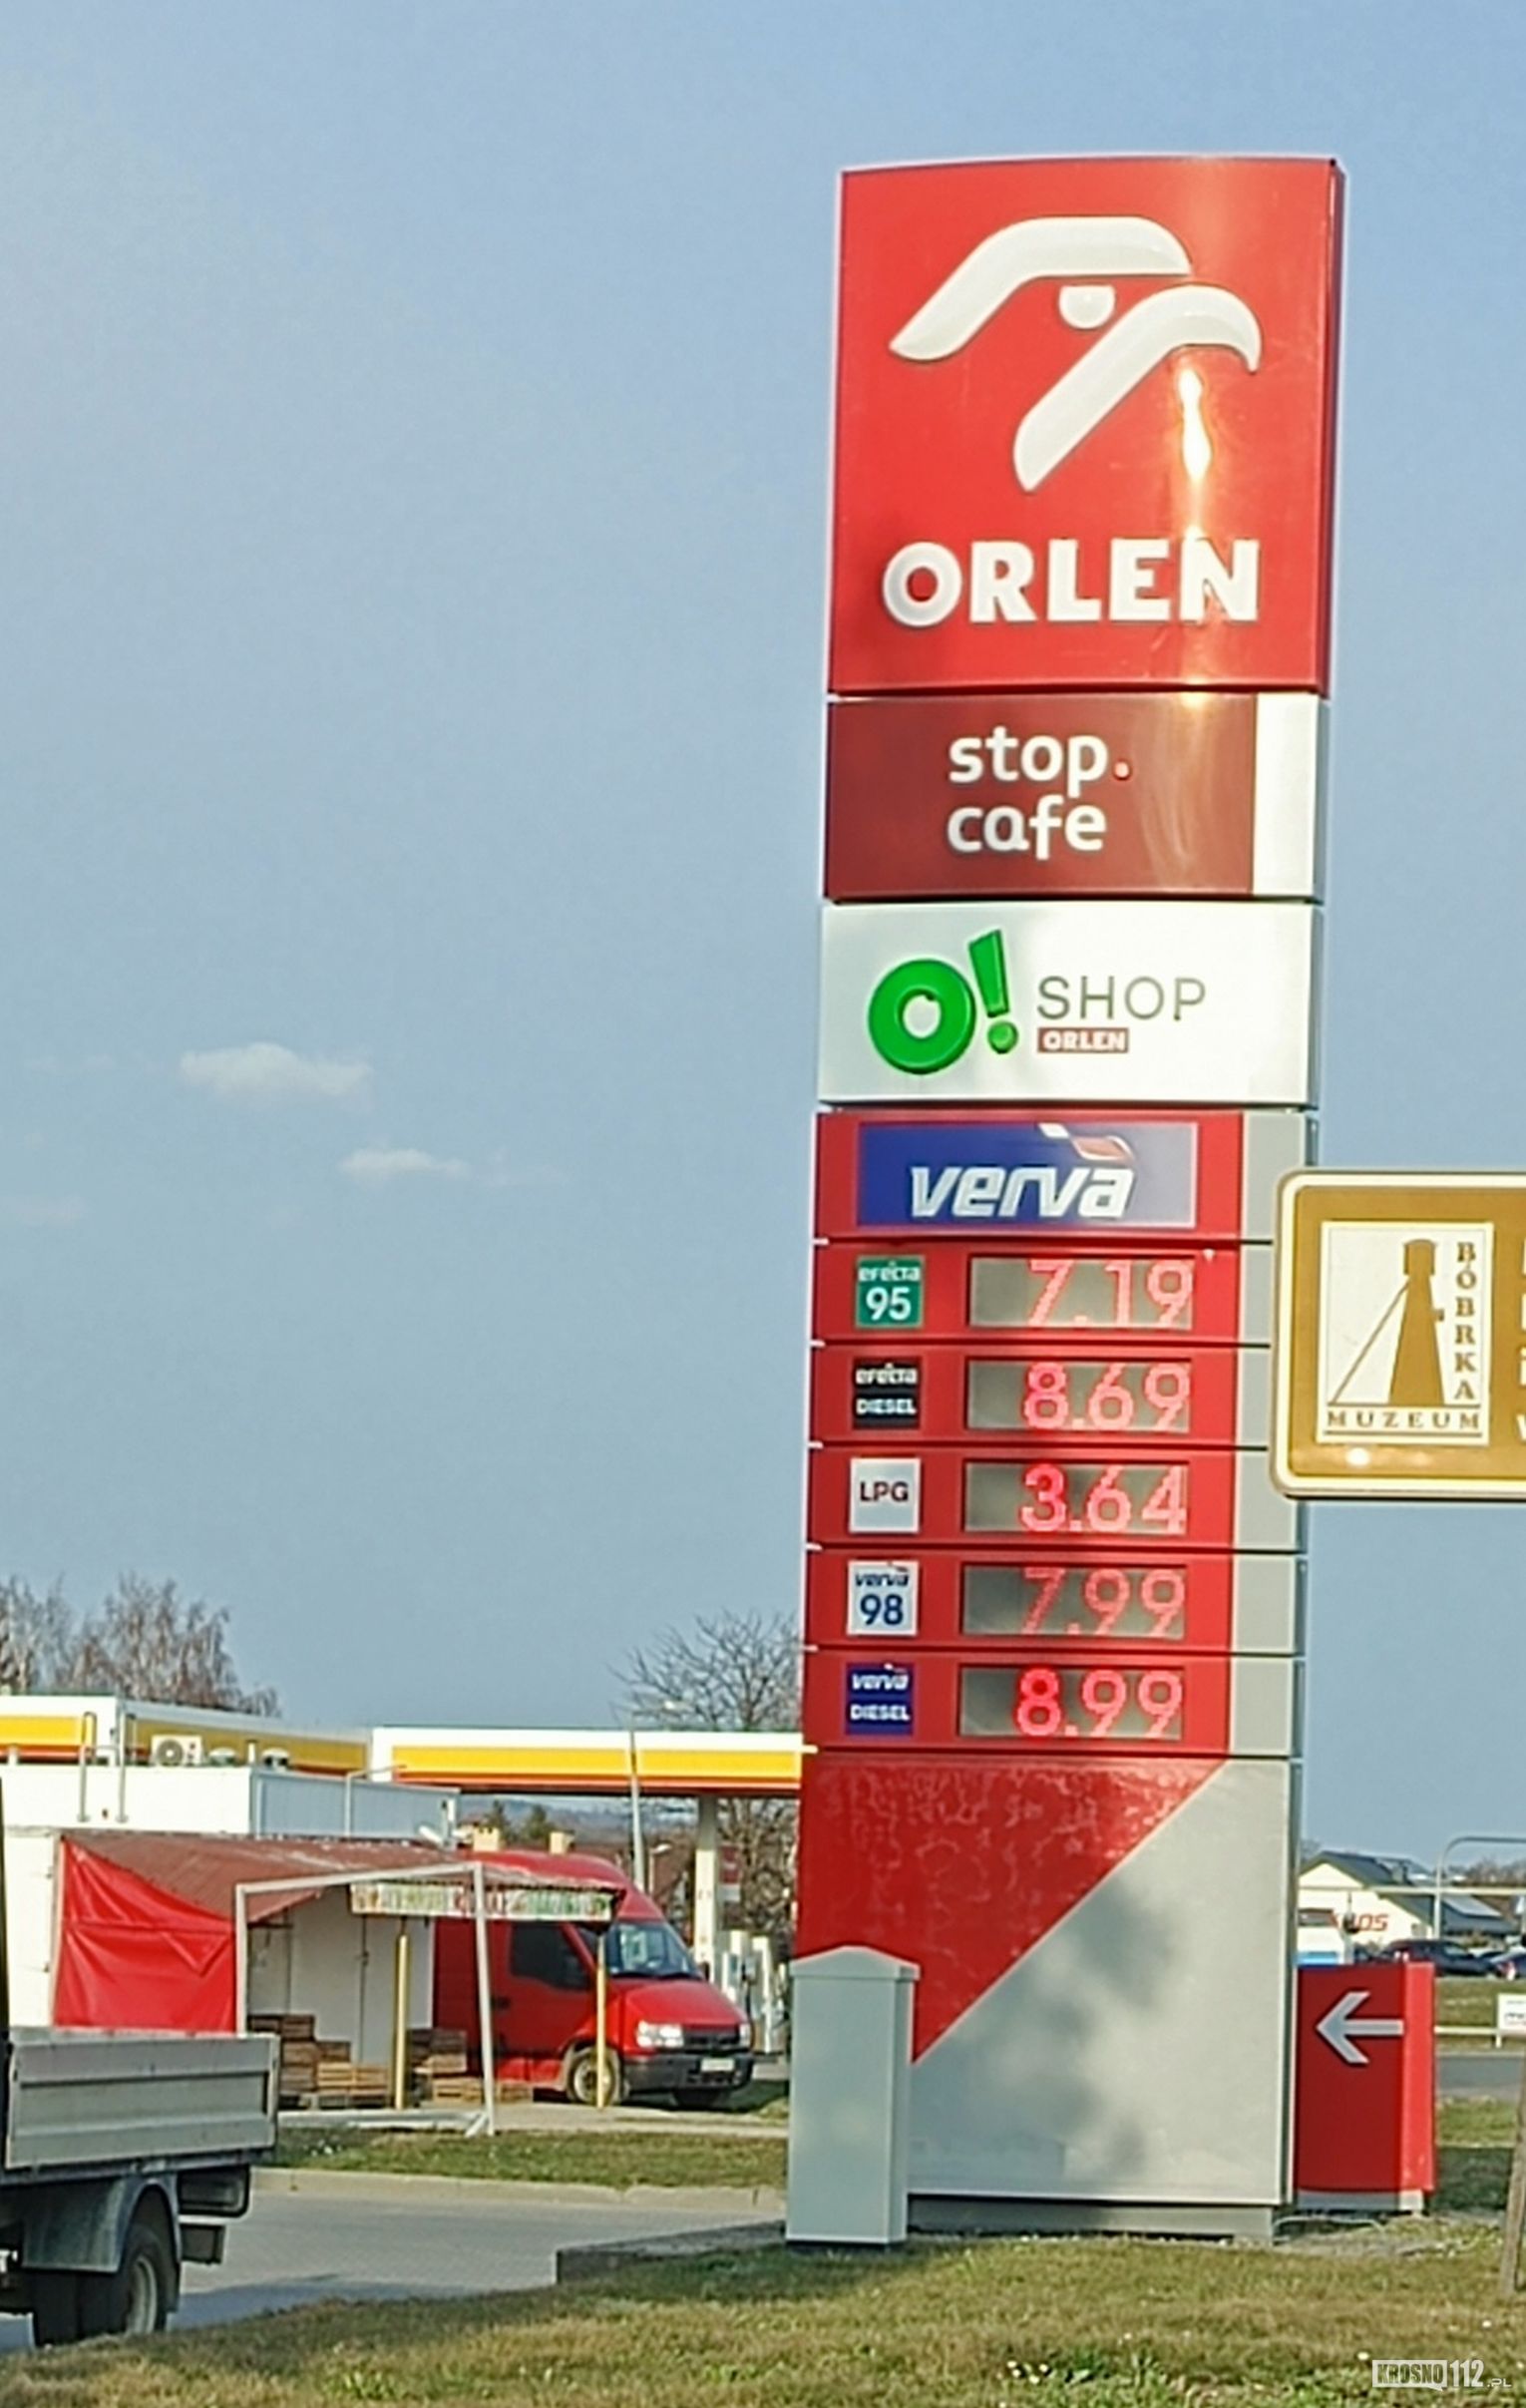 ORLEN
stop.
cafe
O! SHOP
ORLEN
verva
efecta
95
7.19
efecta
DIESEL
8.69
LPG
3.64
verva
98
7.99
verva
DIESEL
8.99
BÓBRKA
MUZEUM
KROSNO112.PL